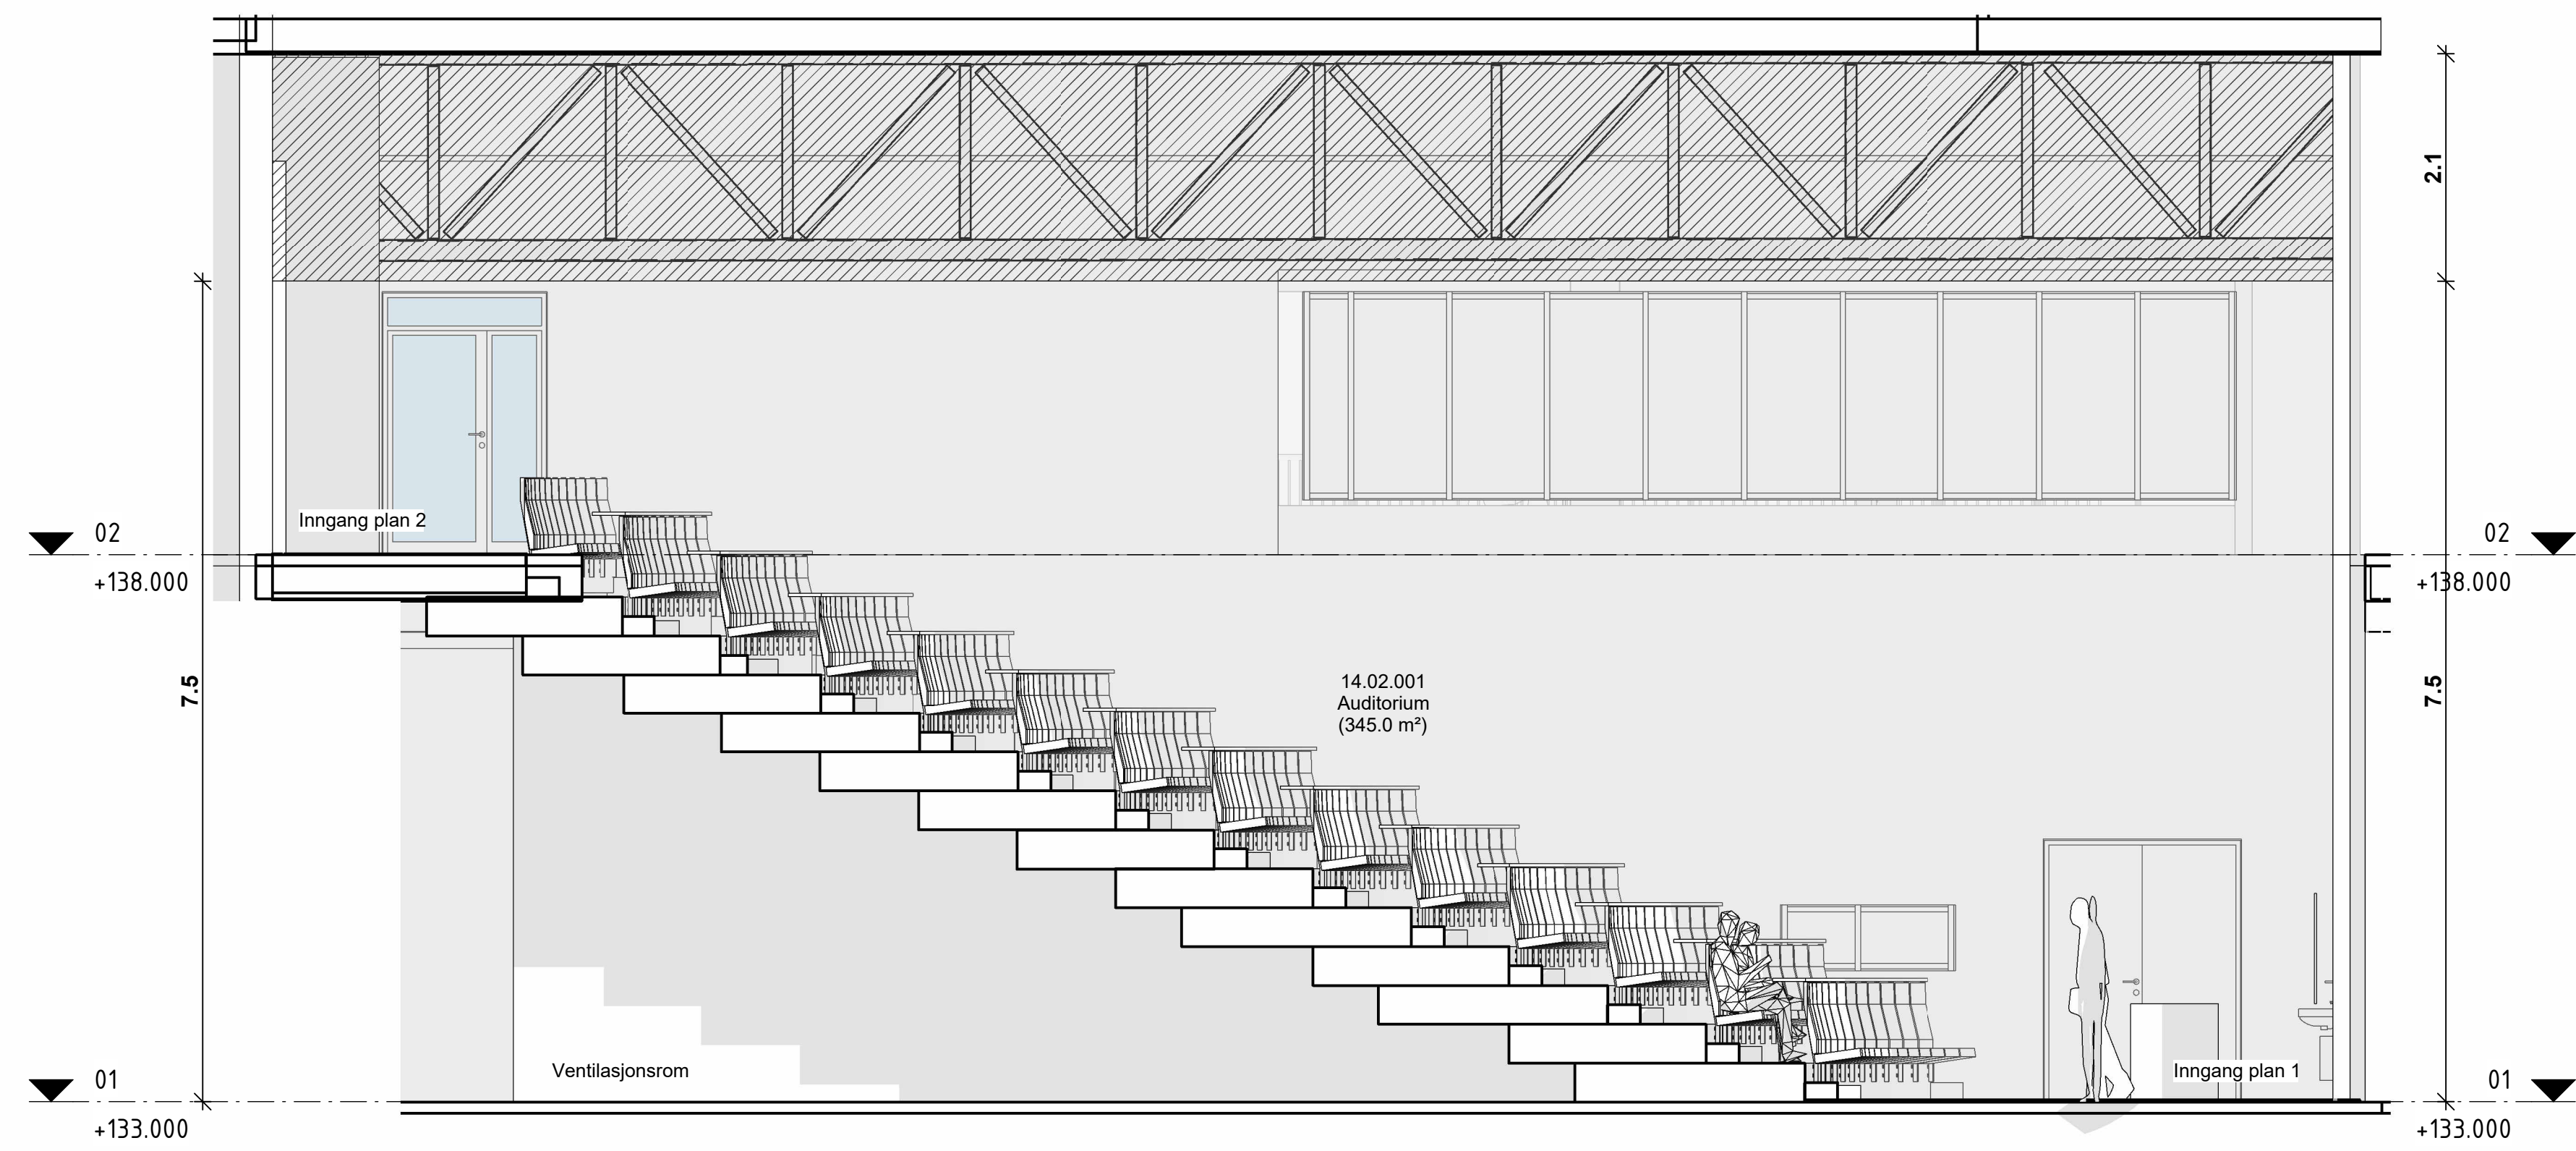 2.1
Inngang plan 2
02
02
+138.000
+138.000
7.5
7.5
14.02.001
Auditorium
(345.0 m²)
Ventilasjonsrom
Inngang plan 1
01
01
+133.000
+133.000